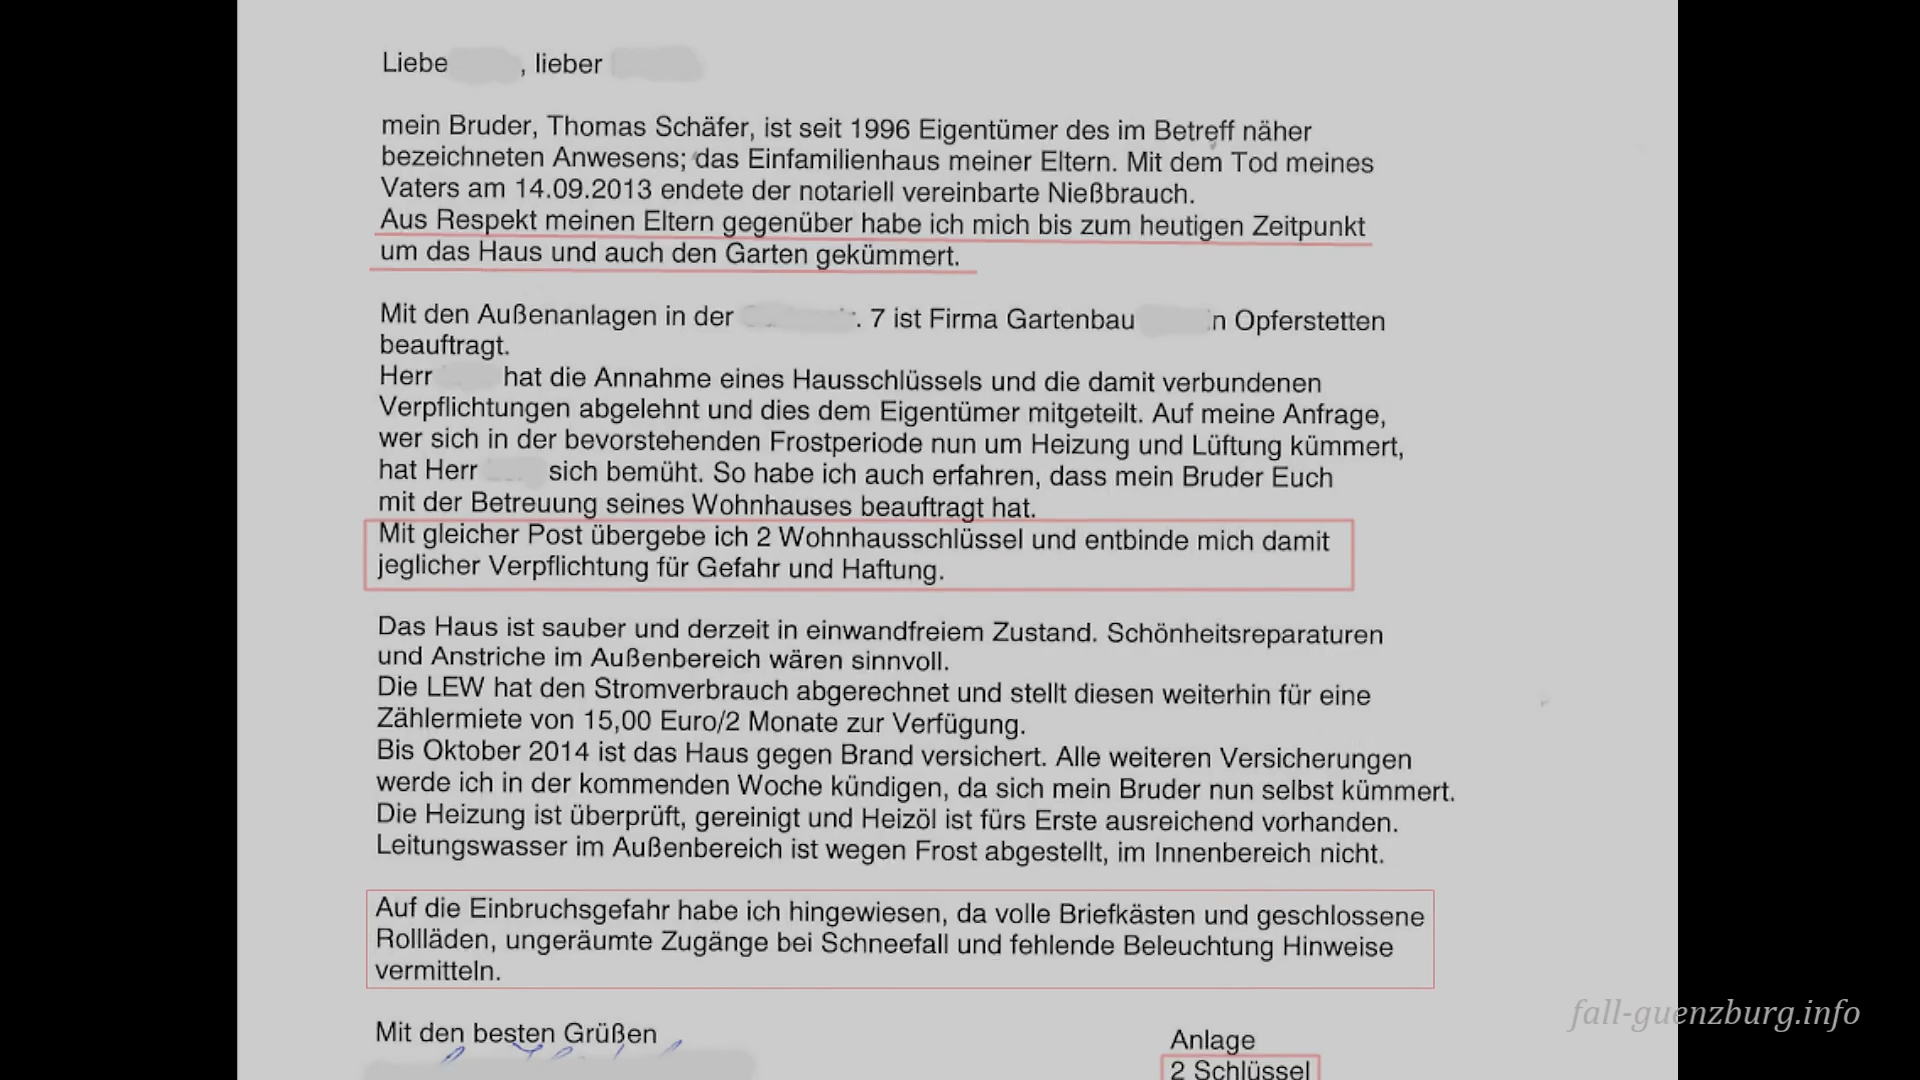 Liebe , lieber
mein Bruder, Thomas Schäfer, ist seit 1996 Eigentümer des im Betreff näher
bezeichneten Anwesens; das Einfamilienhaus meiner Eltern. Mit dem Tod meines
Vaters am 14.09.2013 endete der notariell vereinbarte Nießbrauch.
Aus Respekt meinen Eltern gegenüber habe ich mich bis zum heutigen Zeitpunkt
um das Haus und auch den Garten gekümmert.
Mit den Außenanlagen in der . 7 ist Firma Gartenbau n Opferstetten
beauftragt.
Herr hat die Annahme eines Hausschlüssels und die damit verbundenen
Verpflichtungen abgelehnt und dies dem Eigentümer mitgeteilt. Auf meine Anfrage,
wer sich in der bevorstehenden Frostperiode nun um Heizung und Lüftung kümmert,
hat Herr sich bemüht. So habe ich auch erfahren, dass mein Bruder Euch
mit der Betreuung seines Wohnhauses beauftragt hat.
Mit gleicher Post übergebe ich 2 Wohnhausschlüssel und entbinde mich damit
jeglicher Verpflichtung für Gefahr und Haftung.
Das Haus ist sauber und derzeit in einwandfreiem Zustand. Schönheitsreparaturen
und Anstriche im Außenbereich wären sinnvoll.
Die LEW hat den Stromverbrauch abgerechnet und stellt diesen weiterhin für eine
Zählermiete von 15,00 Euro/2 Monate zur Verfügung.
Bis Oktober 2014 ist das Haus gegen Brand versichert. Alle weiteren Versicherungen
werde ich in der kommenden Woche kündigen, da sich mein Bruder nun selbst kümmert.
Die Heizung ist überprüft, gereinigt und Heizöl ist fürs Erste ausreichend vorhanden.
Leitungswasser im Außenbereich ist wegen Frost abgestellt, im Innenbereich nicht.
Auf die Einbruchsgefahr habe ich hingewiesen, da volle Briefkästen und geschlossene
Rollläden, ungeräumte Zugänge bei Schneefall und fehlende Beleuchtung Hinweise
vermitteln.
Mit den besten Grüßen
Anlage
2 Schlüssel
fall-guenzburg.info